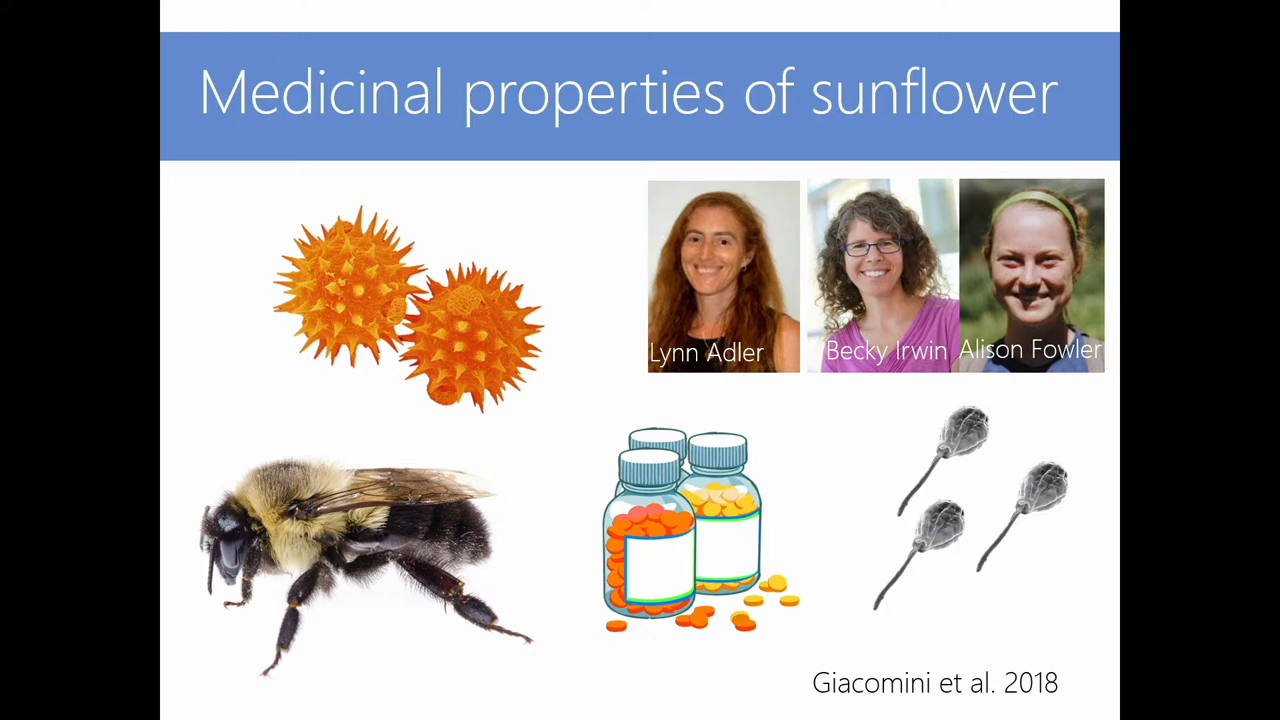 Medicinal properties of sunflower
Lynn Adler
Becky Irwin
Alison Fowler
Giacomini et al. 2018